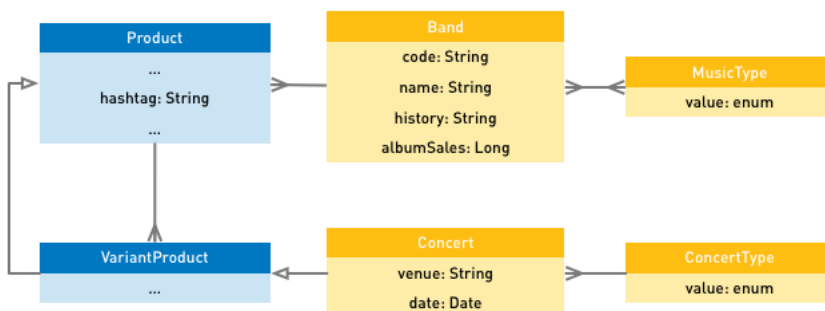 Product
...
hashtag: String
...
Band
code: String
name: String
history: String
albumSales: Long
MusicType
value: enum
VariantProduct
...
Concert
venue: String
date: Date
ConcertType
value: enum